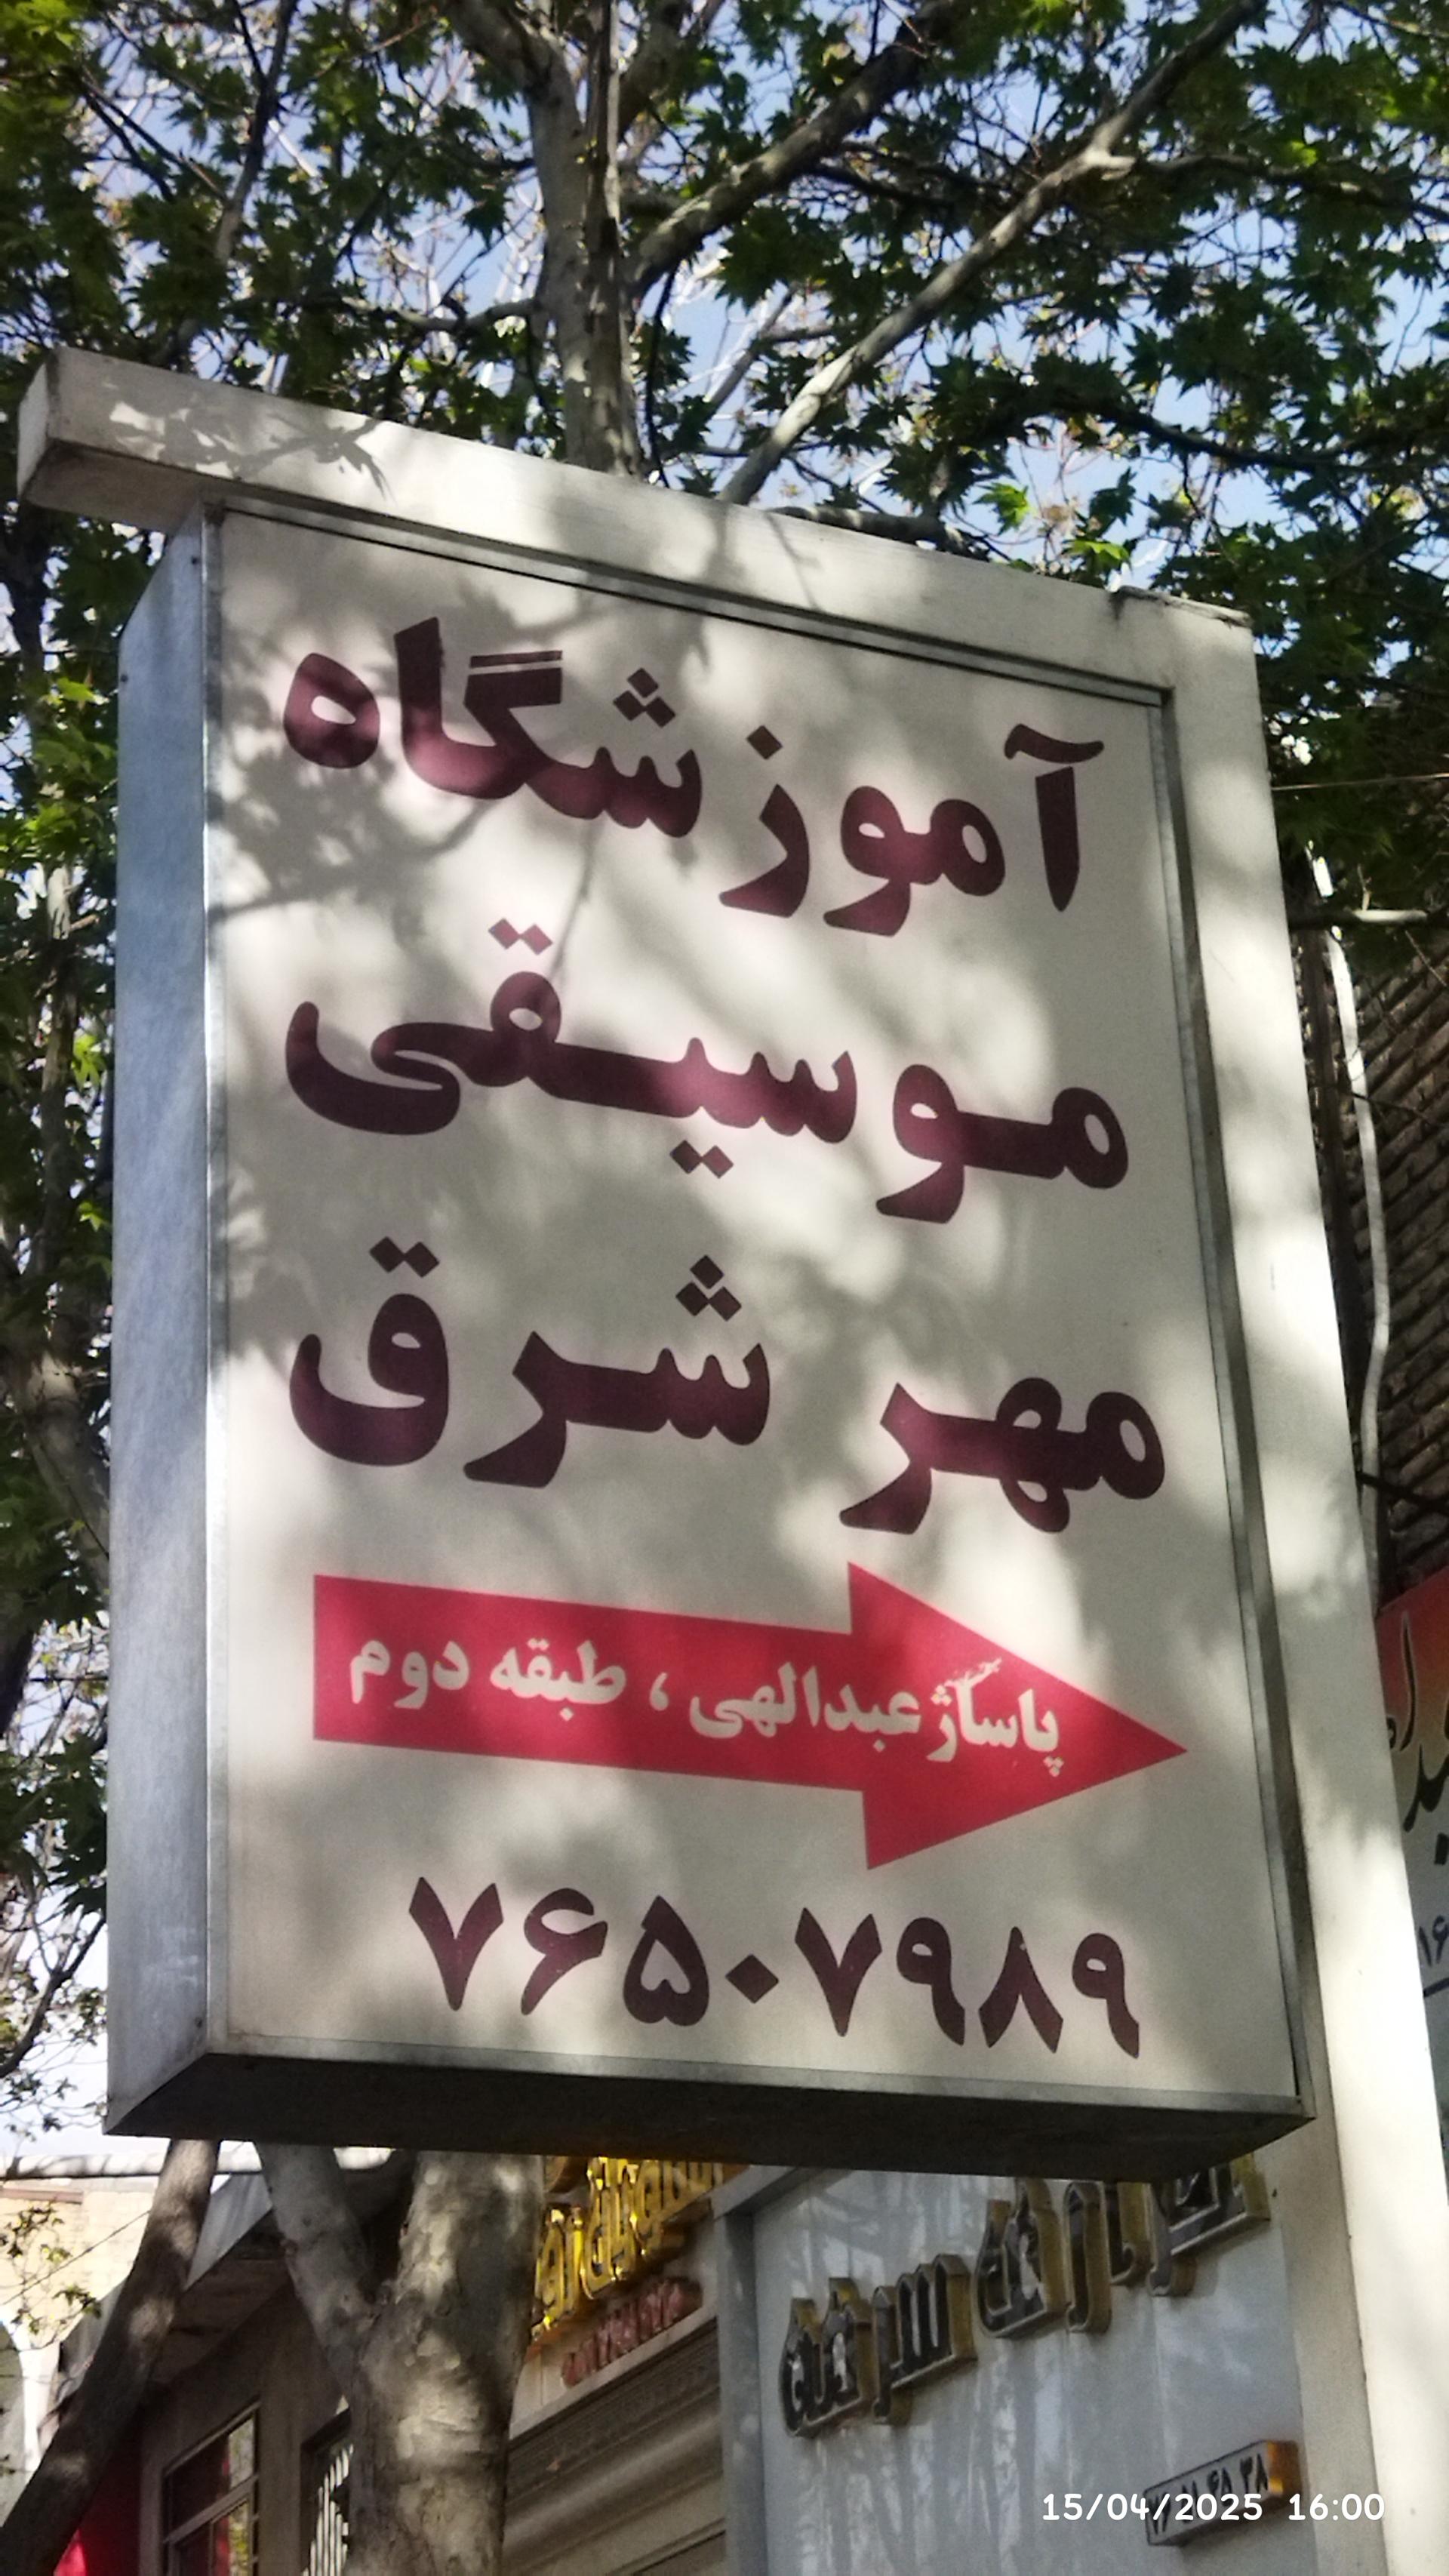 آموزشگاه
موسیقی
مهر شرق
پاساژ عبدالهی ، طبقه دوم
۷۶۵۰۷۹۸۹
15/04/2025 16:00